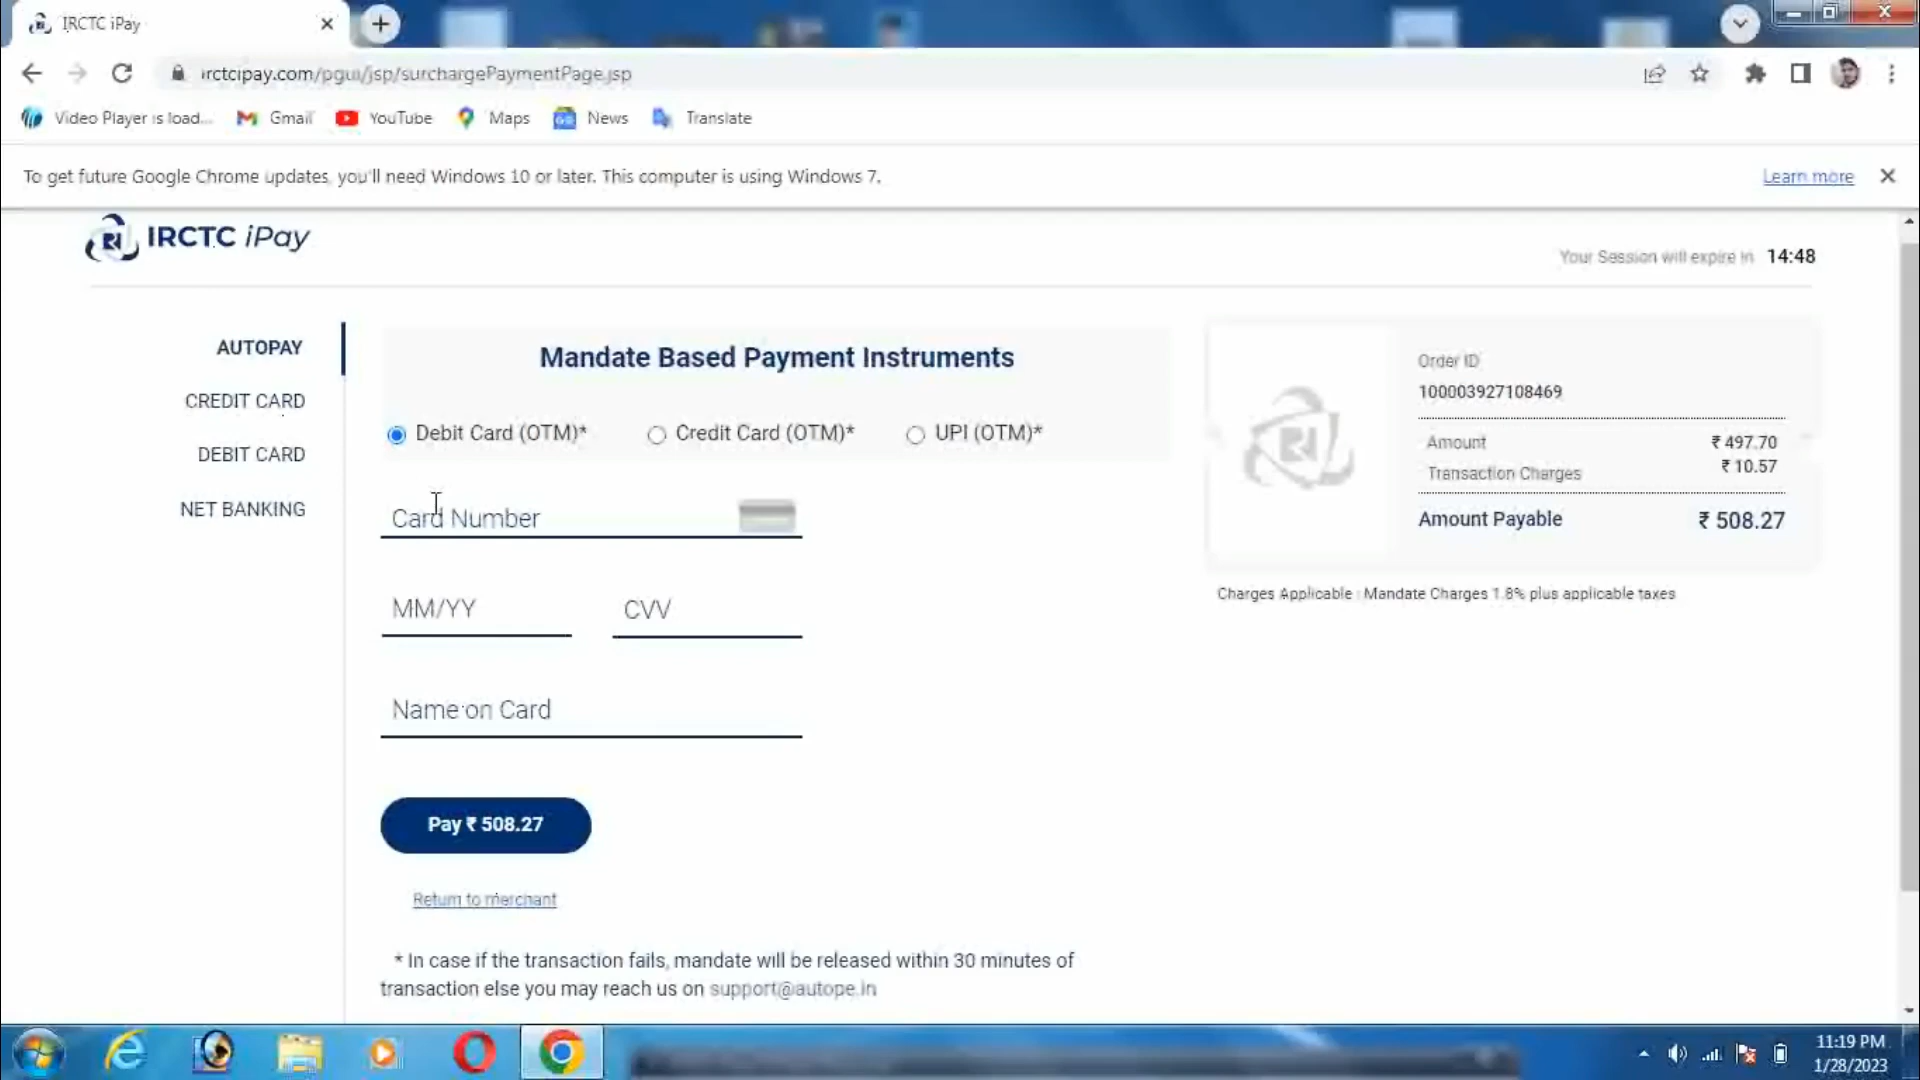 IRCTC iPay
irctcipay.com/pgui/jsp/surchargePaymentPage.jsp
Video Player is load...
Gmail
YouTube
Maps
News
Translate
To get future Google Chrome updates, you'll need Windows 10 or later. This computer is using Windows 7.
Learn more
IRCTC iPay
Your Session will expire in 14:48
AUTOPAY
CREDIT CARD
DEBIT CARD
NET BANKING
Mandate Based Payment Instruments
Debit Card (OTM)*
Credit Card (OTM)*
UPI (OTM)*
Card Number
MM/YY
CVV
Name on Card
Pay ₹ 508.27
Return to merchant
* In case if the transaction fails, mandate will be released within 30 minutes of
transaction else you may reach us on support@autope.in
Order ID
100003927108469
Amount ₹ 497.70
Transaction Charges ₹ 10.57
Amount Payable ₹ 508.27
Charges Applicable : Mandate Charges 1.8% plus applicable taxes
11:19 PM
1/28/2023